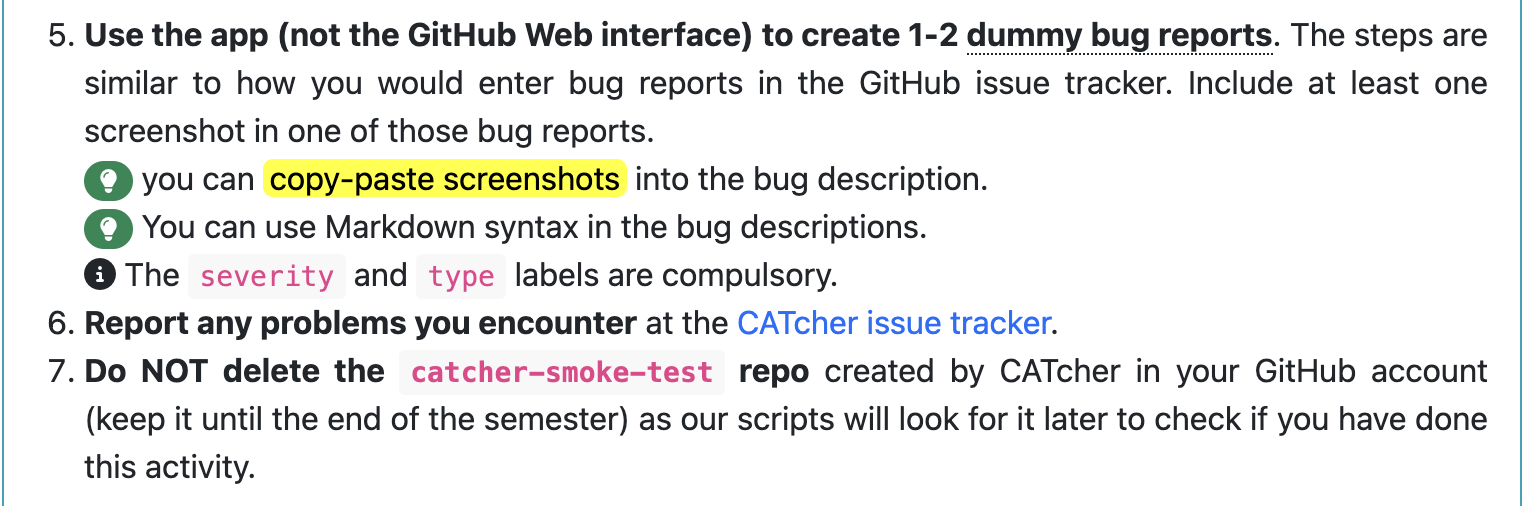 5. Use the app (not the GitHub Web interface) to create 1-2 dummy bug reports. The steps are
similar to how you would enter bug reports in the GitHub issue tracker. Include at least one
screenshot in one of those bug reports.
you can copy-paste screenshots into the bug description.
You can use Markdown syntax in the bug descriptions.
The severity and type labels are compulsory.
6. Report any problems you encounter at the CATcher issue tracker.
7. Do NOT delete the catcher-smoke-test repo created by CATcher in your GitHub account
(keep it until the end of the semester) as our scripts will look for it later to check if you have done
this activity.